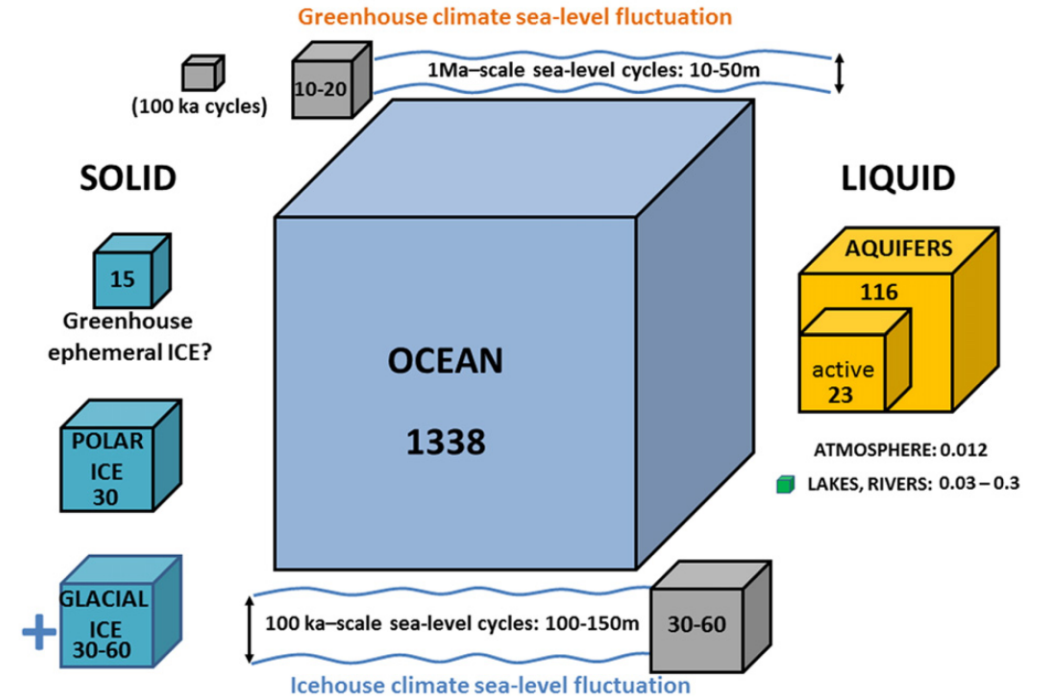 Greenhouse climate sea-level fluctuation
10-20
1Ma–scale sea-level cycles: 10-50m
(100 ka cycles)
SOLID
LIQUID
15
Greenhouse
ephemeral ICE?
POLAR
ICE
30
+
GLACIAL
ICE
30-60
OCEAN
1338
AQUIFERS
116
active
23
ATMOSPHERE: 0.012
LAKES, RIVERS: 0.03 – 0.3
100 ka–scale sea-level cycles: 100-150m
30-60
Icehouse climate sea-level fluctuation